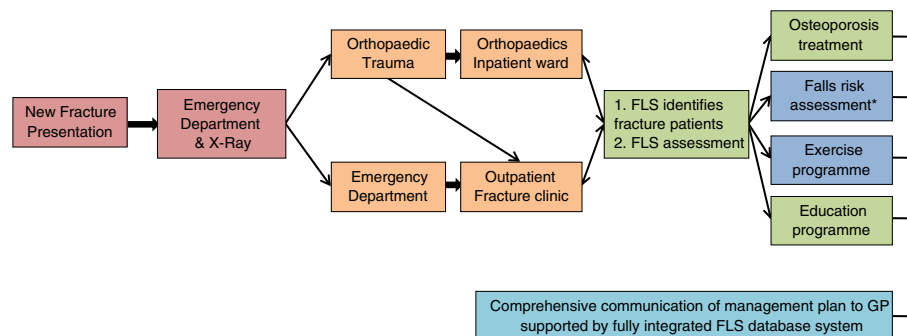 New Fracture
Presentation
Emergency
Department
& X-Ray
Orthopaedic
Trauma
Orthopaedics
Inpatient ward
Emergency
Department
Outpatient
Fracture clinic
1. FLS identifies
fracture patients
2. FLS assessment
Osteoporosis
treatment
Falls risk
assessment*
Exercise
programme
Education
programme
Comprehensive communication of management plan to GP
supported by fully integrated FLS database system